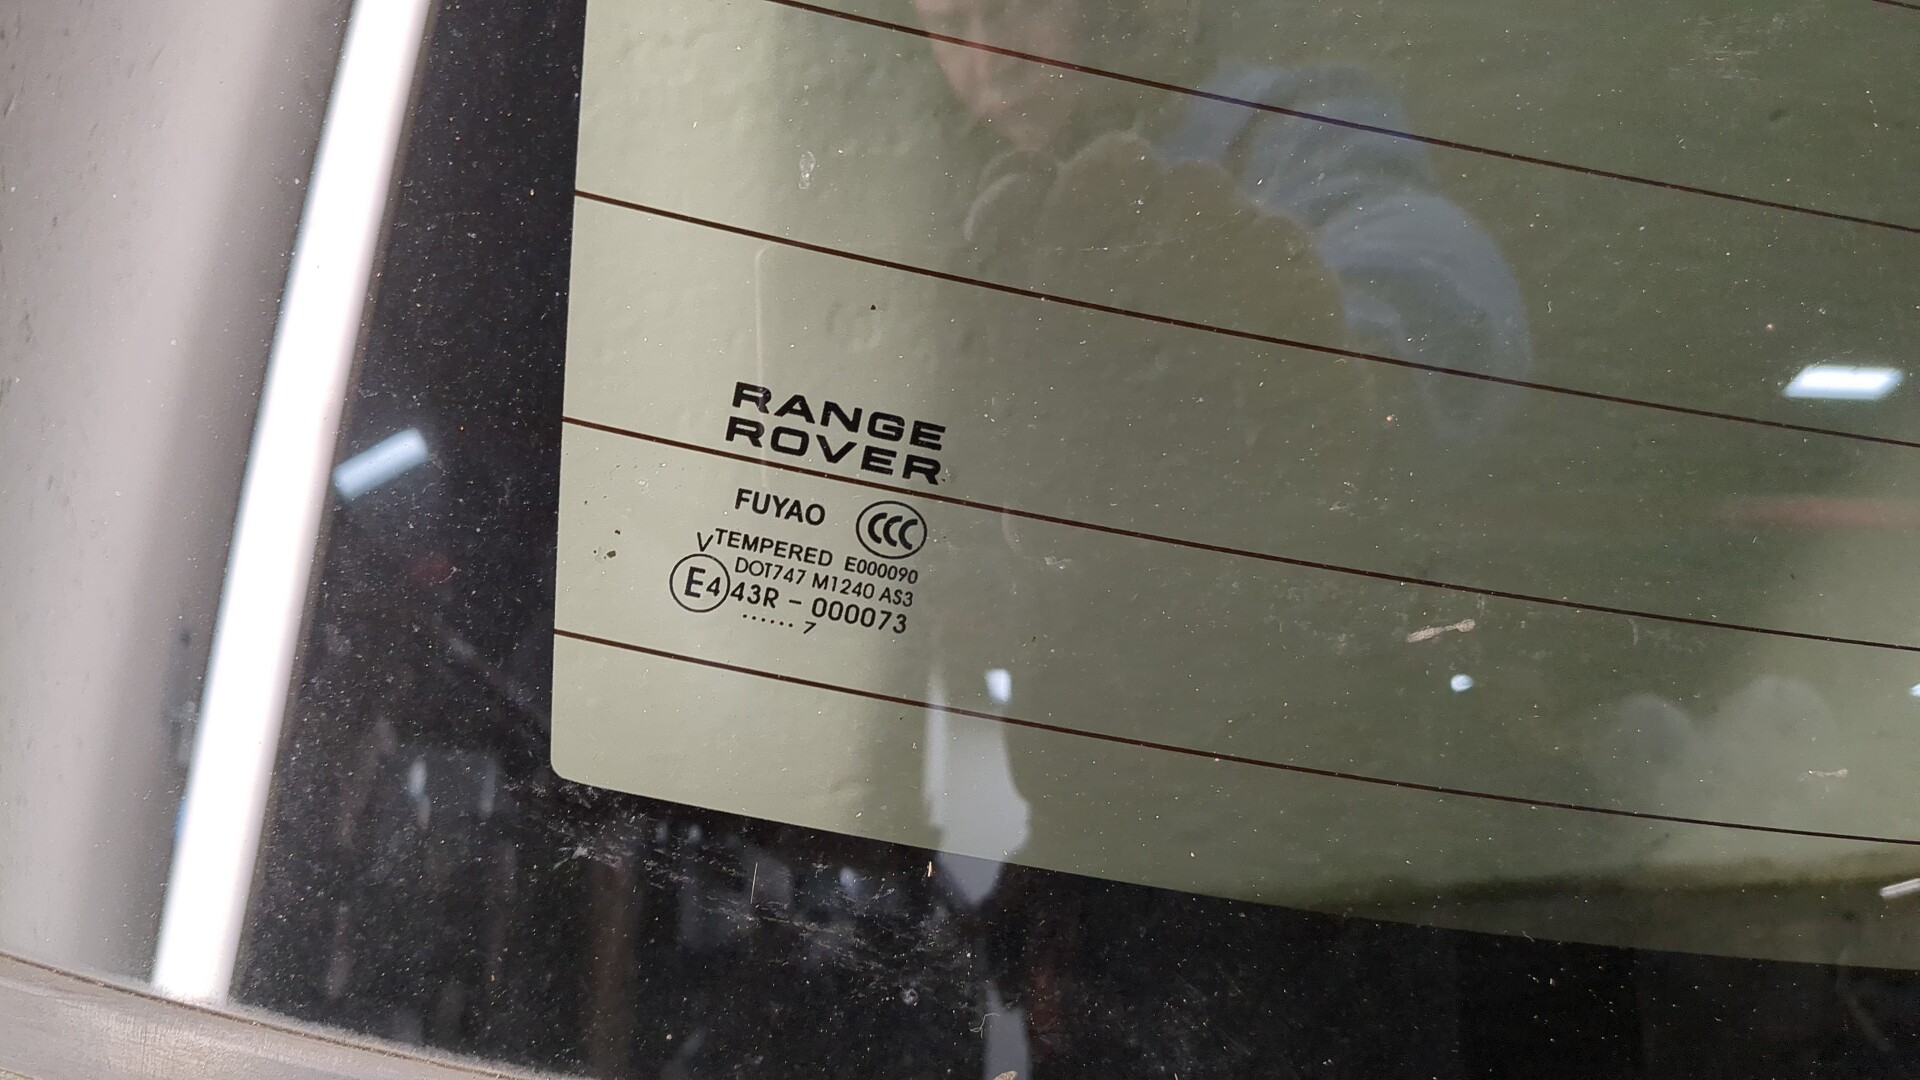 RANGE
ROVER
FUYAO CCC
VTEMPERED E000090
DOT747 M1240 AS3
E4 43R - 000073
...... 7